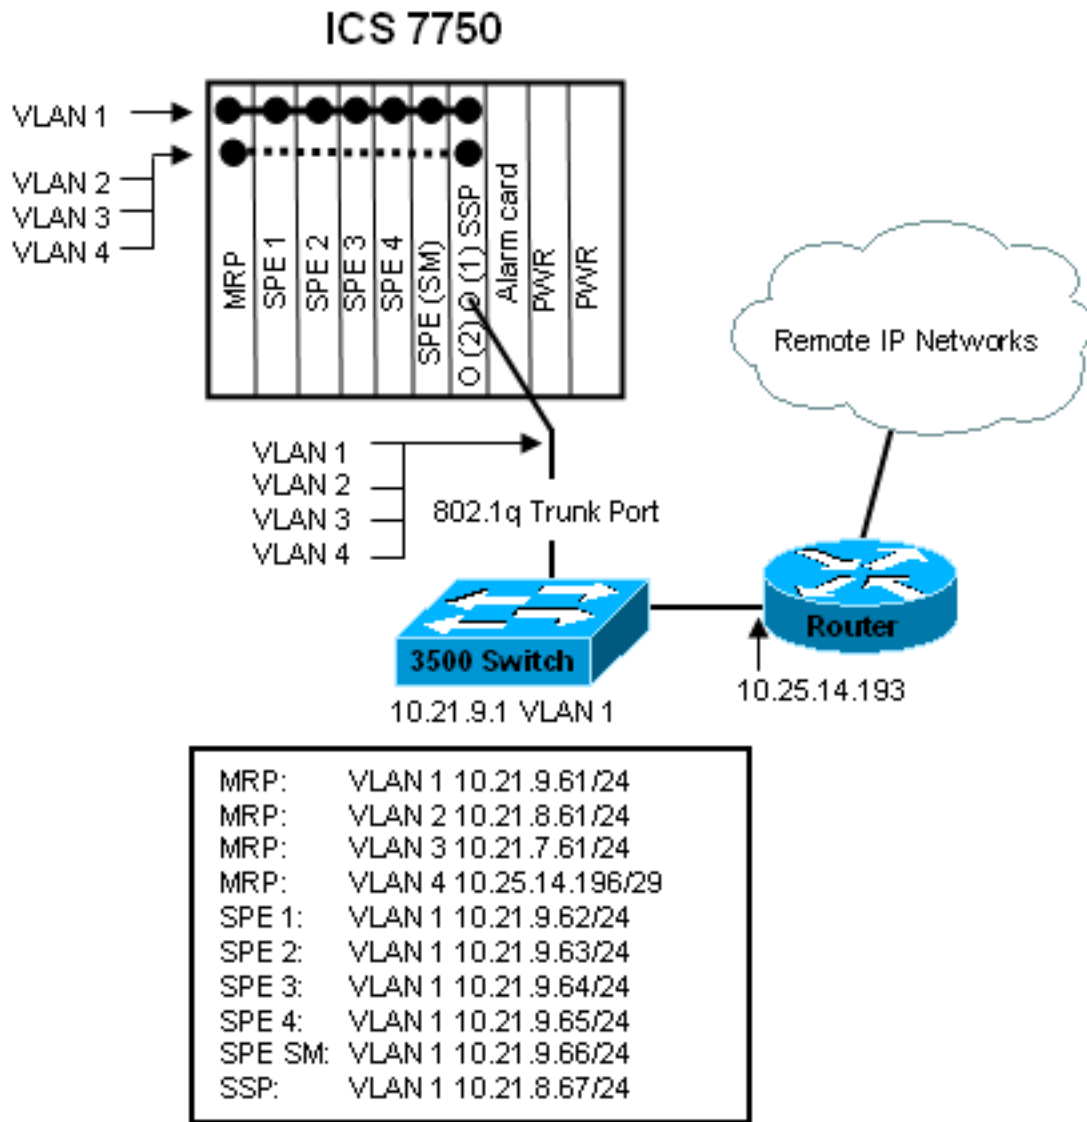 ICS 7750
VLAN 1
VLAN 2
VLAN 3
VLAN 4
MRP
SPE 1
SPE 2
SPE 3
SPE 4
SPE (SM)
O (2) O (1) SSP
Alarm card
PWR
PWR
Remote IP Networks
VLAN 1
VLAN 2
VLAN 3
VLAN 4
802.1q Trunk Port
3500 Switch
Router
10.21.9.1 VLAN 1
10.25.14.193
MRP: VLAN 1 10.21.9.61/24
MRP: VLAN 2 10.21.8.61/24
MRP: VLAN 3 10.21.7.61/24
MRP: VLAN 4 10.25.14.196/29
SPE 1: VLAN 1 10.21.9.62/24
SPE 2: VLAN 1 10.21.9.63/24
SPE 3: VLAN 1 10.21.9.64/24
SPE 4: VLAN 1 10.21.9.65/24
SPE SM: VLAN 1 10.21.9.66/24
SSP: VLAN 1 10.21.8.67/24